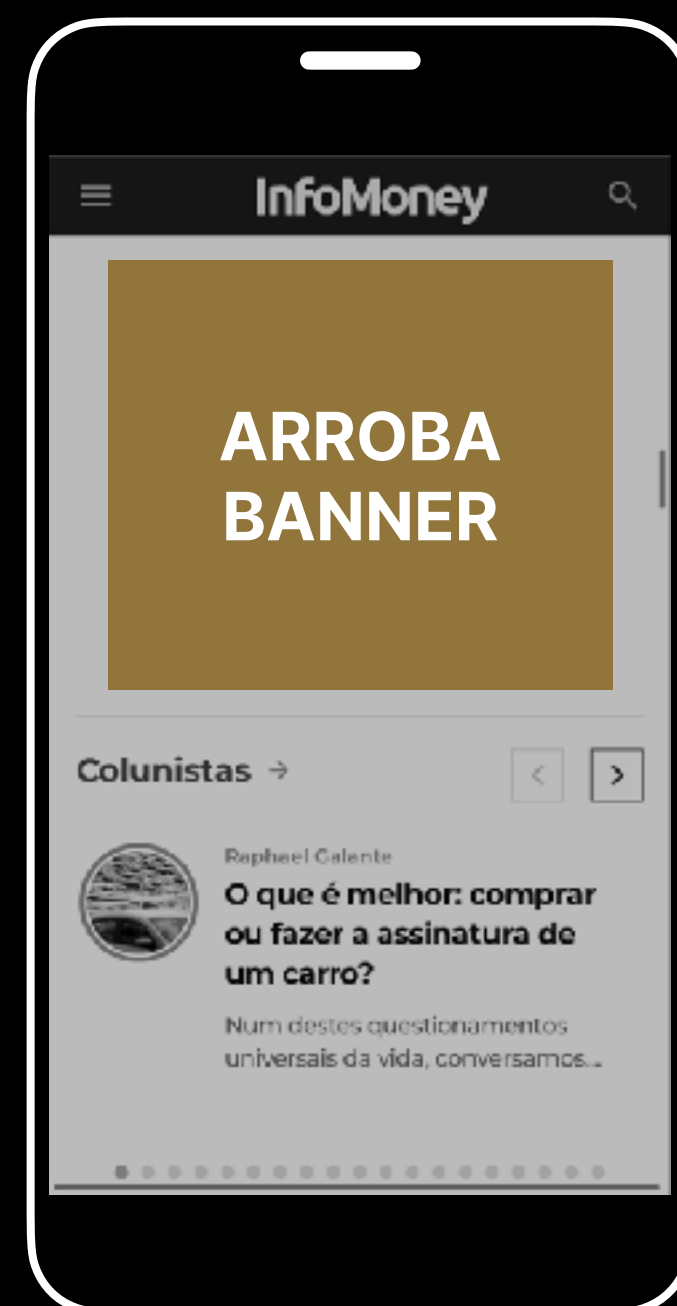 InfoMoney
ARROBA
BANNER
Colunistas →
Raphael Galante
O que é melhor: comprar
ou fazer a assinatura de
um carro?
Num destes questionamentos
universais da vida, conversamos...